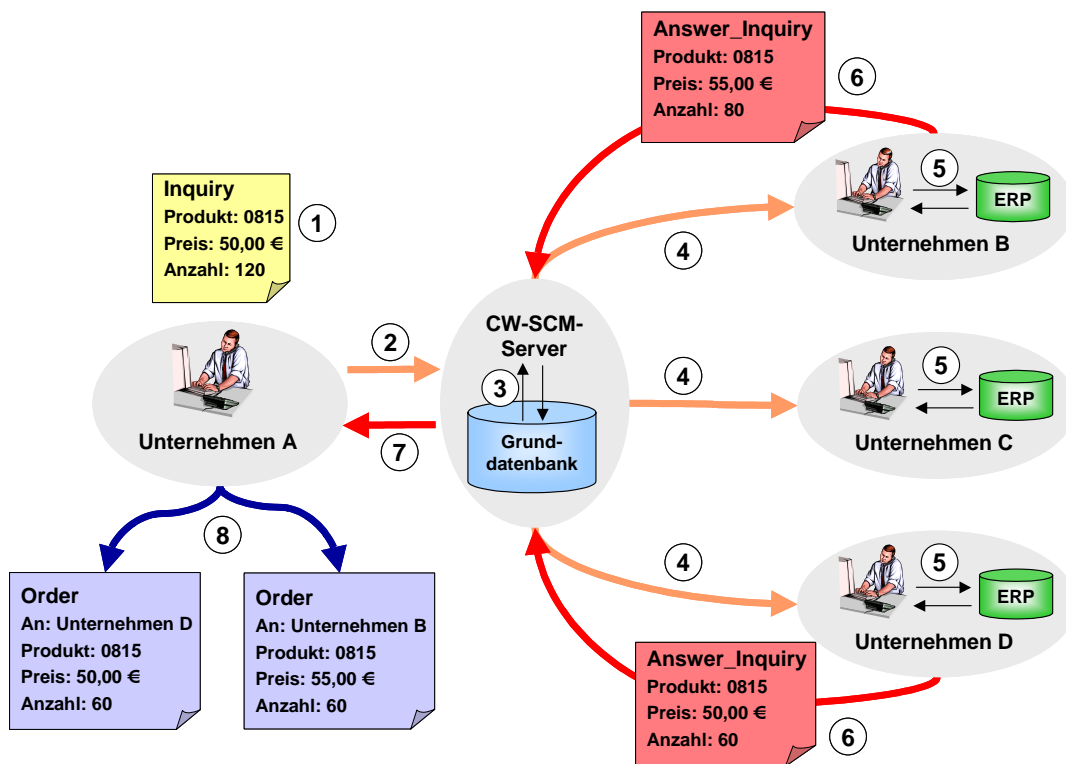 Answer_Inquiry
Produkt: 0815
Preis: 55,00 €
Anzahl: 80
6
5
ERP
Unternehmen B
4
Inquiry
Produkt: 0815
Preis: 50,00 €
Anzahl: 120
1
2
CW-SCM-
Server
3
Grund-
datenbank
4
5
ERP
Unternehmen C
Unternehmen A
7
8
Order
An: Unternehmen D
Produkt: 0815
Preis: 50,00 €
Anzahl: 60
Order
An: Unternehmen B
Produkt: 0815
Preis: 55,00 €
Anzahl: 60
4
5
ERP
Unternehmen D
Answer_Inquiry
Produkt: 0815
Preis: 50,00 €
Anzahl: 60
6